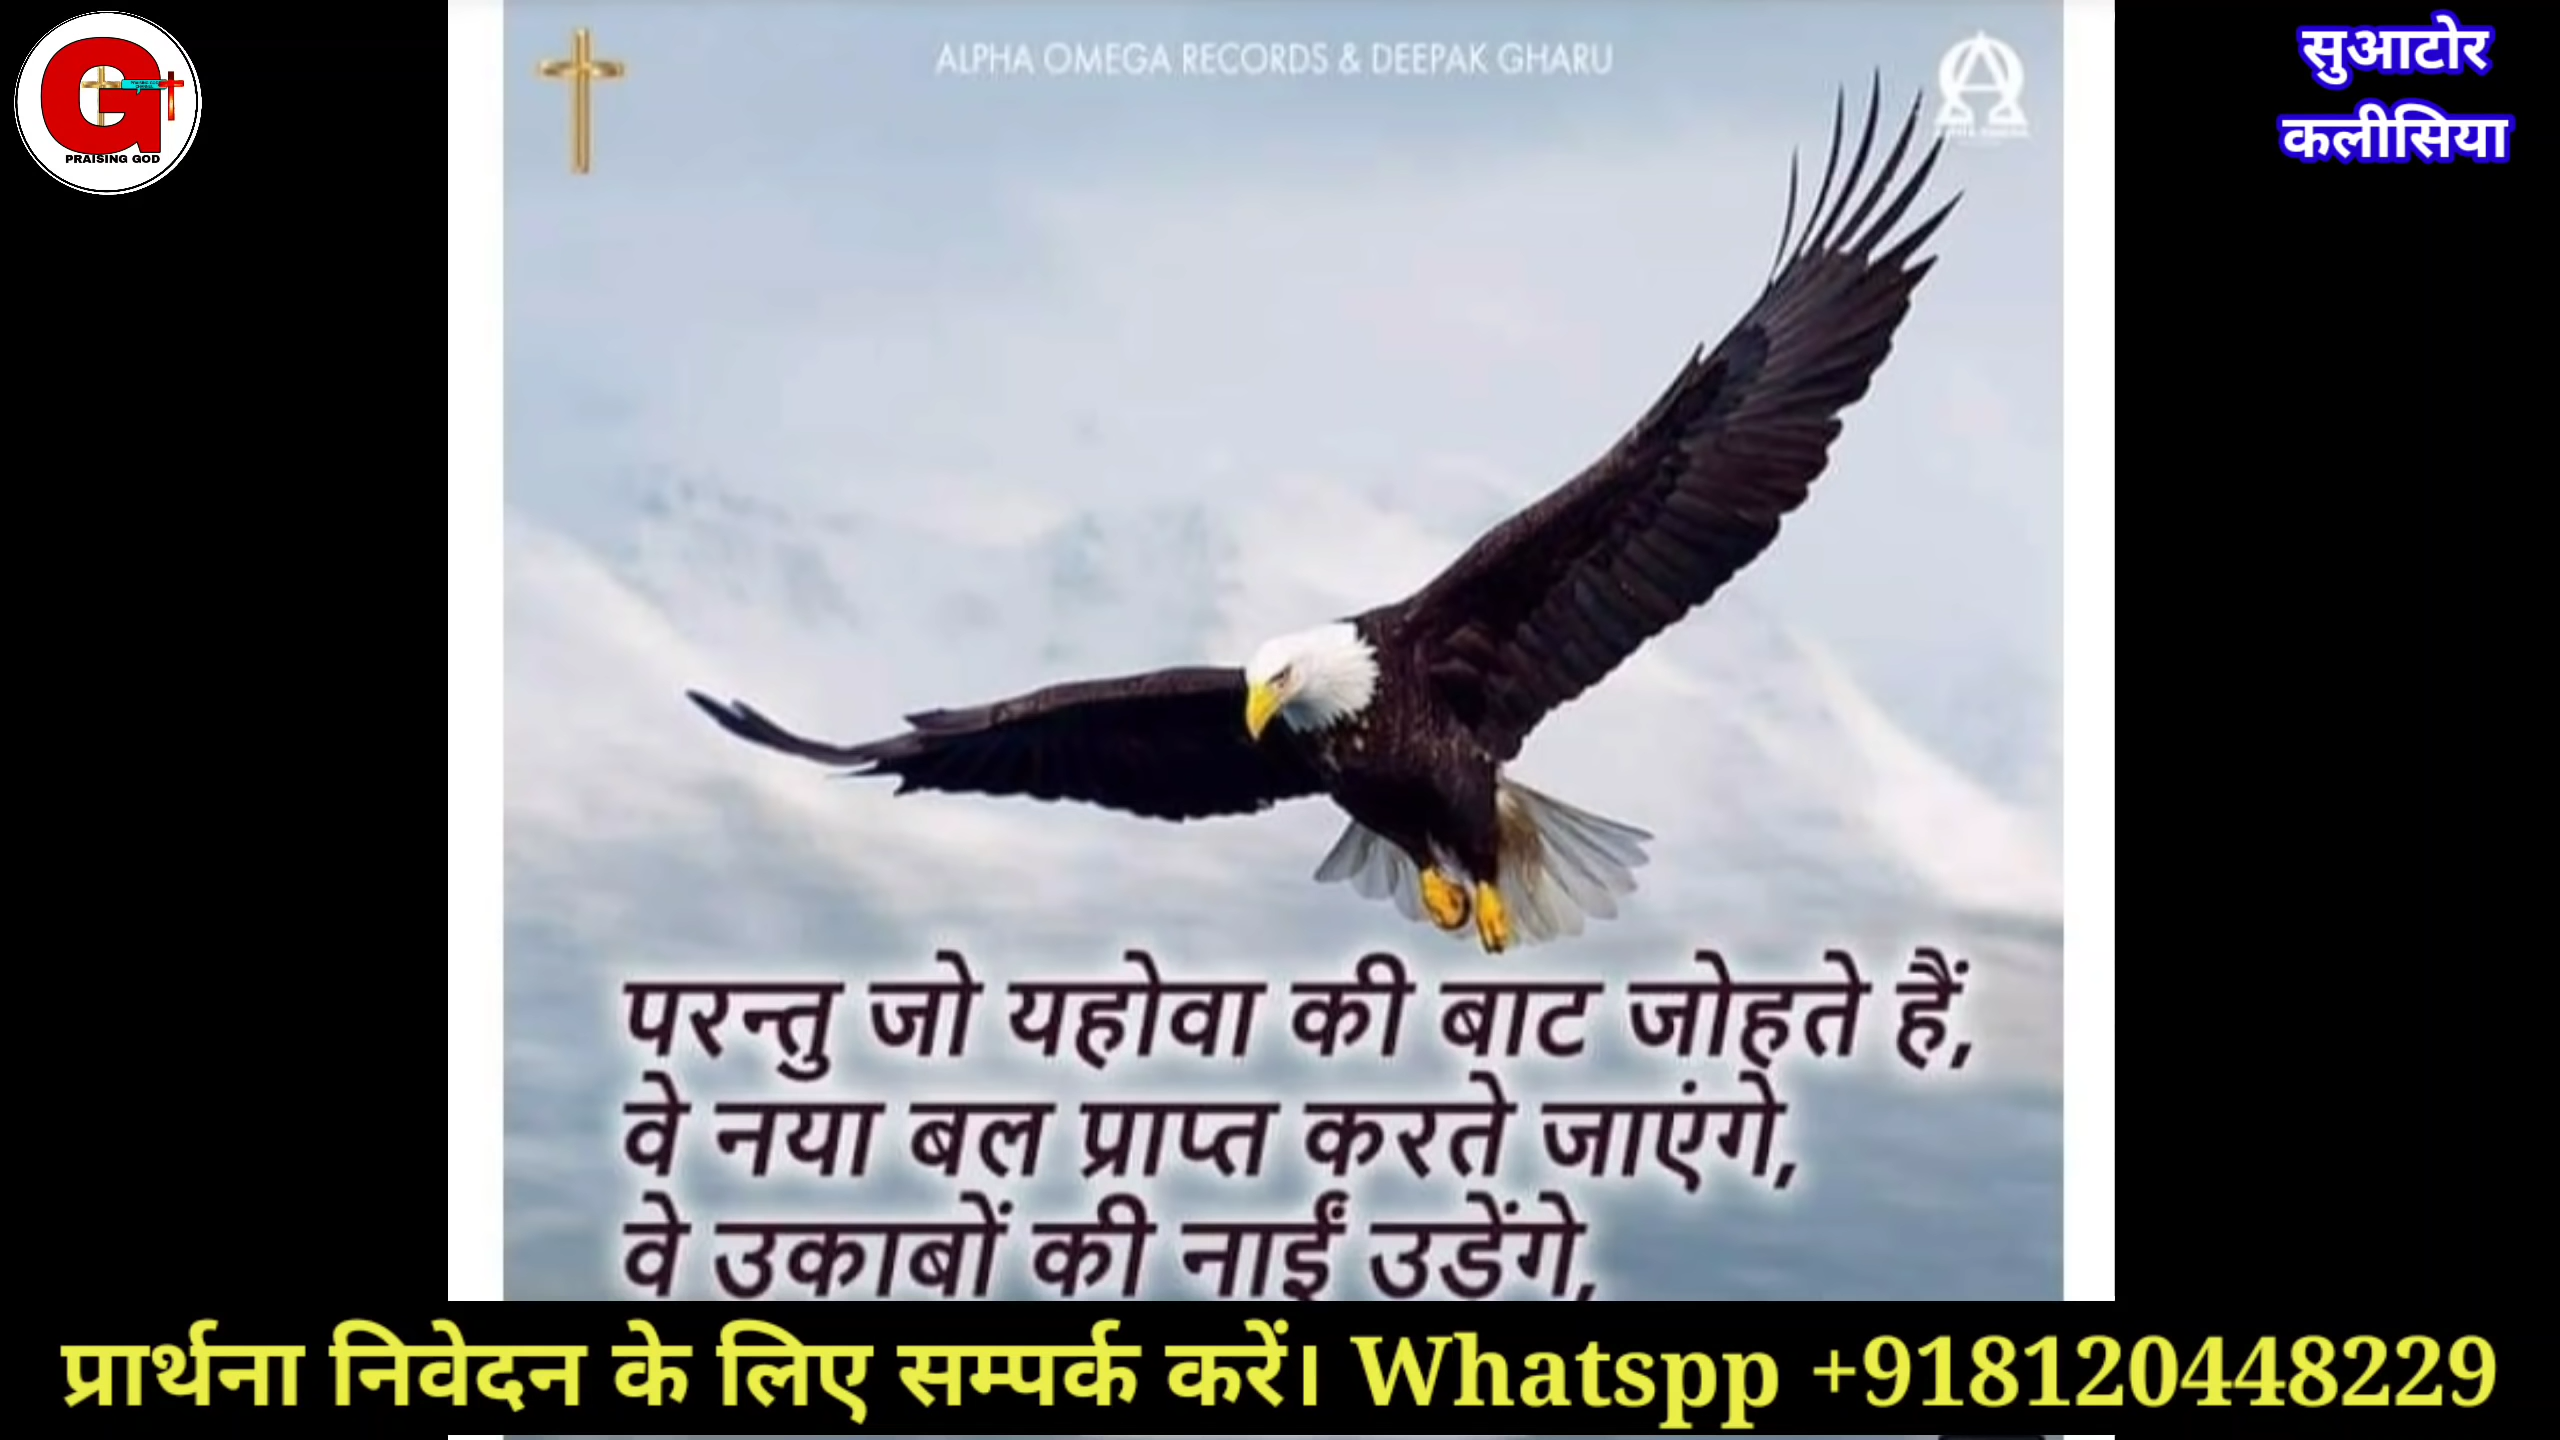 PRAISING GOD
ALPHA OMEGA RECORDS & DEEPAK GHARU
सुआटोर
कलीसिया
परन्तु जो यहोवा की बाट जोहते हैं,
वे नया बल प्राप्त करते जाएंगे,
वे उकाबों की नाईं उडेंगे,
प्रार्थना निवेदन के लिए सम्पर्क करें। Whatspp +918120448229